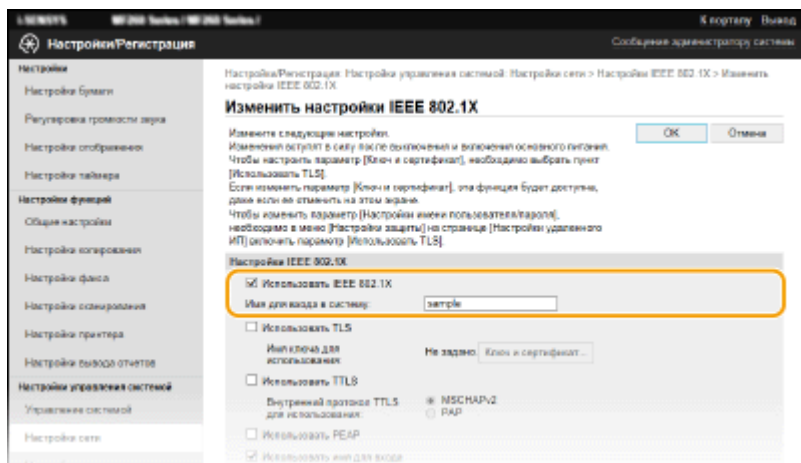 i-SENSYS MF260 Series / MF260 Series /
К порталу Вывод
Настройки/Регистрация
Сообщение администратору системы
Настройки
Настройки бумаги
Регулировка громкости звука
Настройки отображения
Настройки таймера
Настройки функций
Общие настройки
Настройки копирования
Настройки факса
Настройки сканирования
Настройки принтера
Настройки вывода отчетов
Настройки управления системой
Управление системой
Настройки сети
Настройки/Регистрация: Настройки управления системой: Настройки сети > Настройки IEEE 802.1X > Изменить
настройки IEEE 802.1X
Изменить настройки IEEE 802.1X
Измените следующие настройки.
Изменения вступят в силу после выключения и включения основного питания.
Чтобы настроить параметр [Ключ и сертификат], необходимо выбрать пункт
[Использовать TLS].
Если изменить параметр [Ключ и сертификат], эта функция будет доступна,
даже если ее отменить на этом экране.
Чтобы изменить параметр [Настройки имени пользователя/пароля],
необходимо в меню [Настройки защиты] на странице [Настройки удаленного
ИП] включить параметр [Использовать TLS].
OK Отмена
Настройки IEEE 802.1X
Использовать IEEE 802.1X
Имя для входа в систему: sample
Использовать TLS
Имя ключа для
использования:
Не задано. Ключ и сертификат...
Использовать TTLS
Внутренний протокол TTLS
для использования:
MSCHAPv2
PAP
Использовать PEAP
Использовать имя для входа